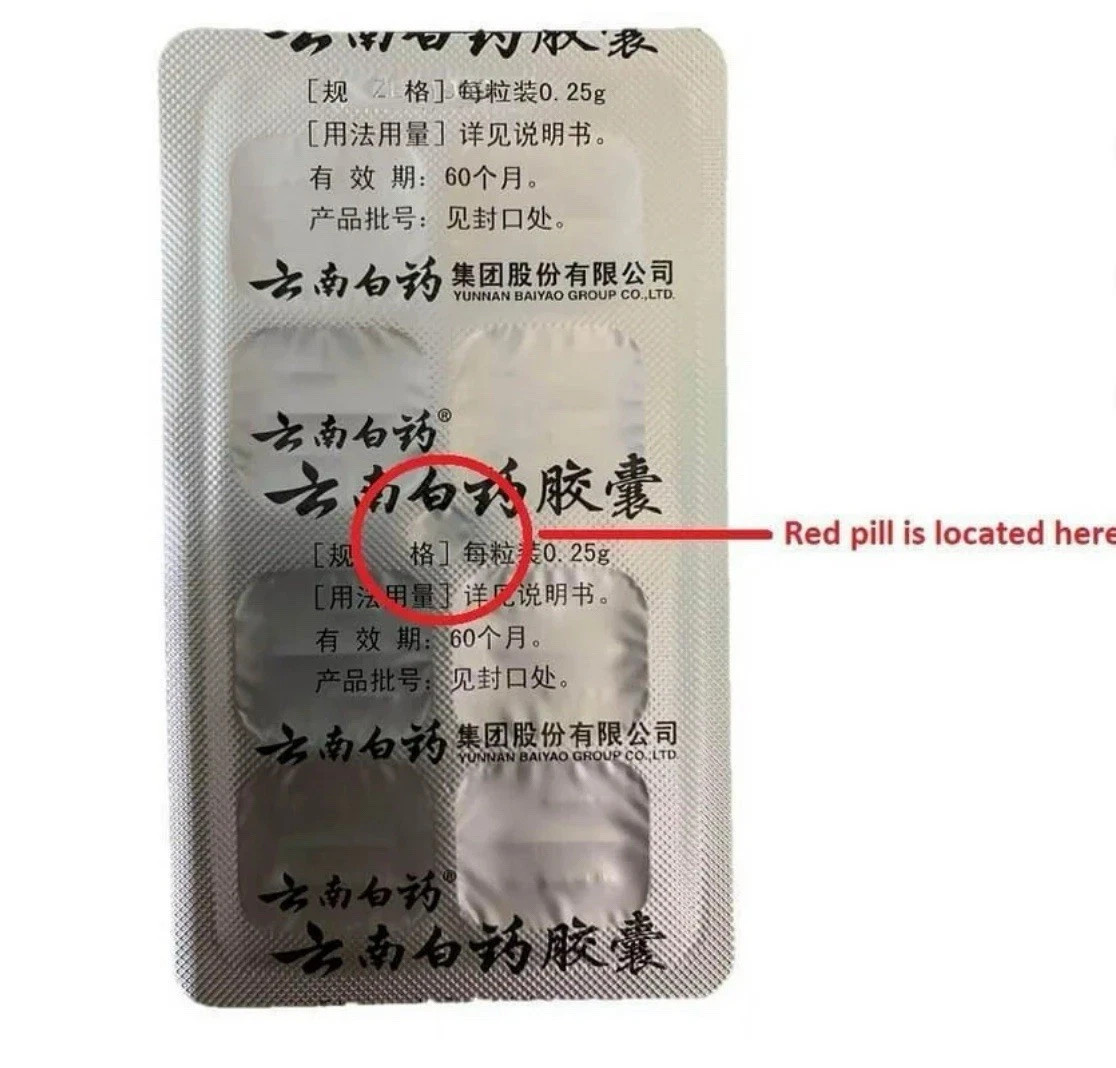 云南白药胶囊
[规 格] 每粒装0.25g
[用法用量] 详见说明书。
有 效 期: 60个月。
产品批号: 见封口处。
云南白药 集团股份有限公司
YUNNAN BAIYAO GROUP CO.,LTD.
云南白药®
云南白药胶囊
[规 格] 每粒装0.25g
Red pill is located here
[用法用量] 详见说明书。
有 效 期: 60个月。
产品批号: 见封口处。
云南白药 集团股份有限公司
YUNNAN BAIYAO GROUP CO.,LTD.
云南白药®
云南白药胶囊